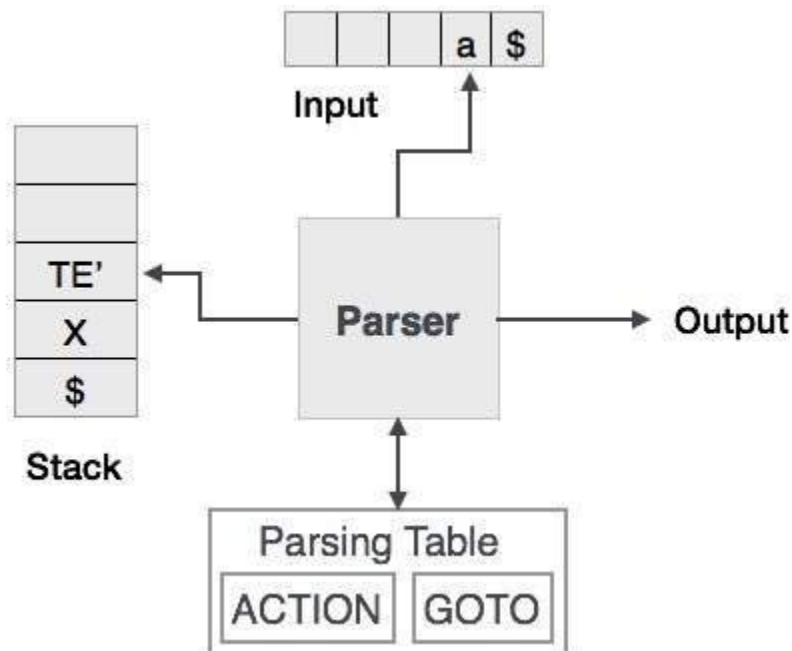 a $
Input
TE’
X
$
Stack
Parser
Output
Parsing Table
ACTION GOTO